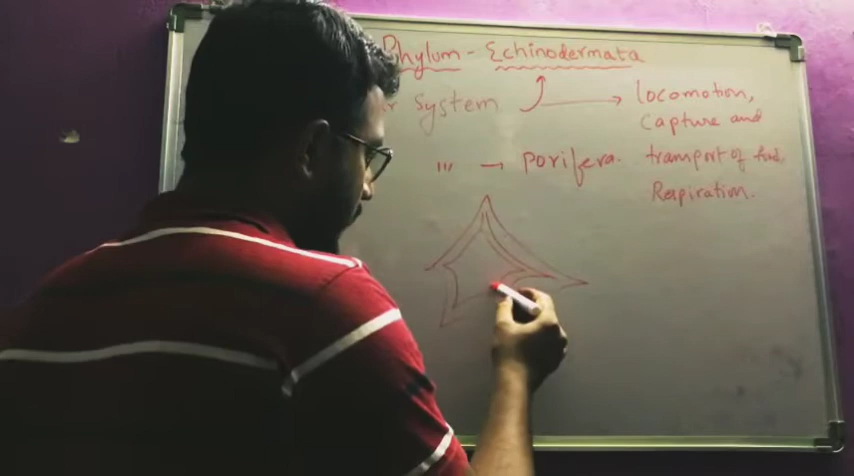 Phylum - Echinodermata
System → locomotion,
capture and
''' → porifera. transport of food
Respiration.